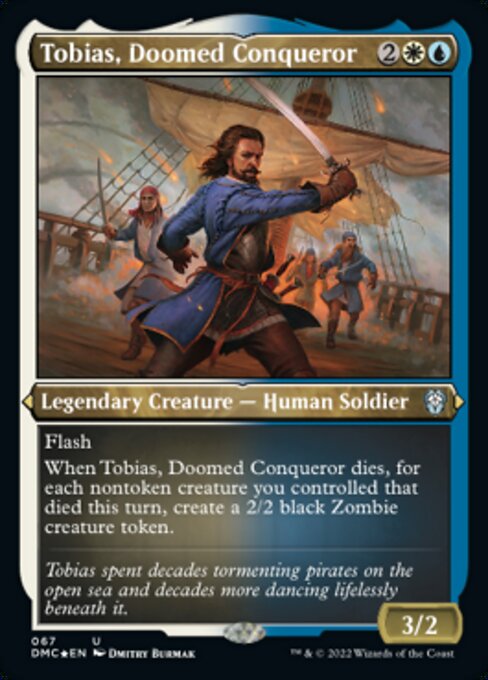 Tobias, Doomed Conqueror 2
Legendary Creature — Human Soldier
Flash
When Tobias, Doomed Conqueror dies, for
each nontoken creature you controlled that
died this turn, create a 2/2 black Zombie
creature token.
Tobias spent decades tormenting pirates on the
open sea and decades more dancing lifelessly
beneath it.
3/2
067 U
DMC★EN Dmitry Burmak
™ & © 2022 Wizards of the Coast